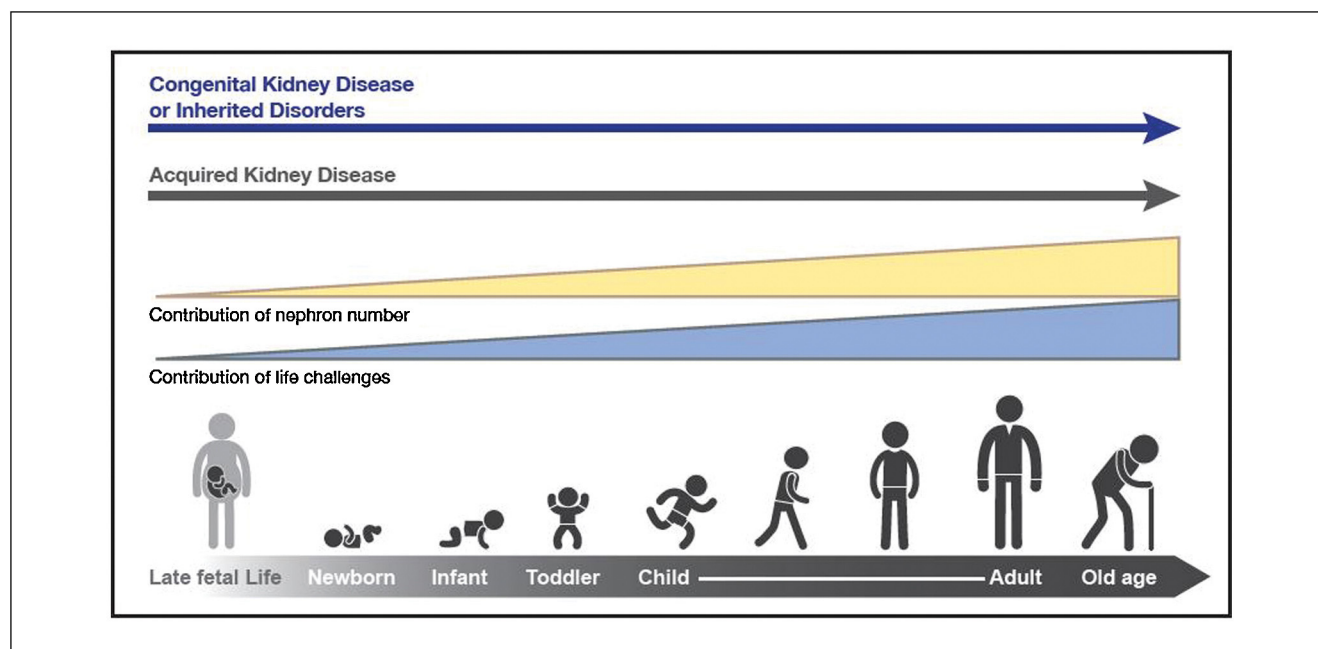 Congenital Kidney Disease
or Inherited Disorders
Acquired Kidney Disease
Contribution of nephron number
Contribution of life challenges
Late fetal Life Newborn Infant Toddler Child Adult Old age